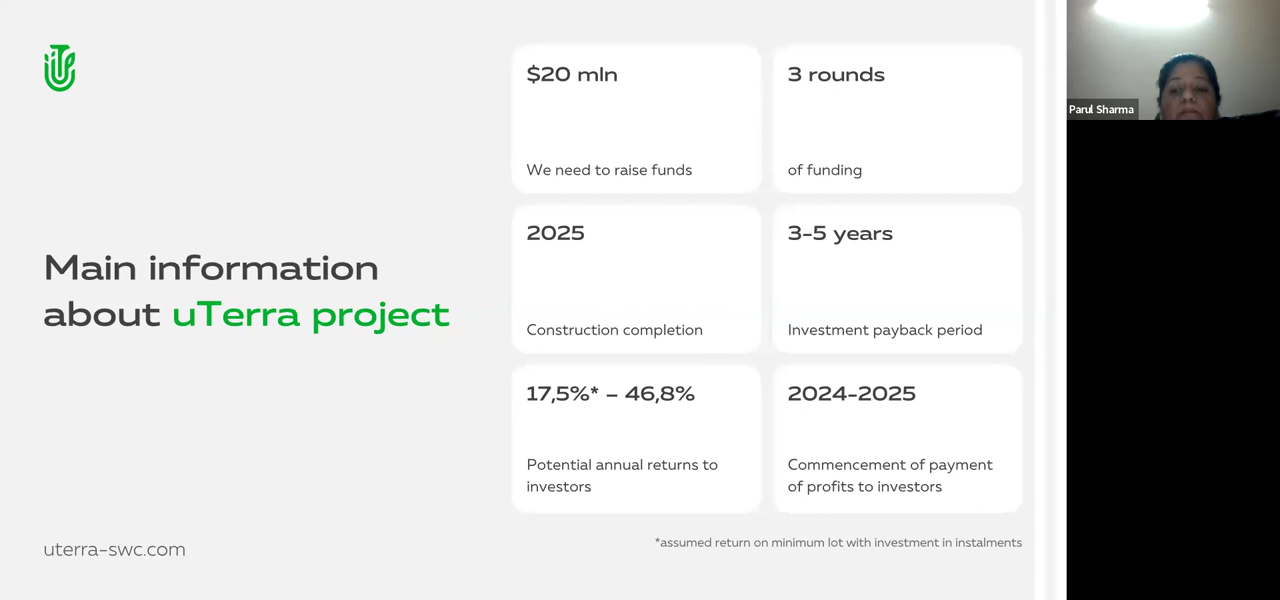 Main information
about uTerra project
uterra-swc.com
$20 mln
We need to raise funds
3 rounds
of funding
2025
Construction completion
3-5 years
Investment payback period
17,5%* – 46,8%
Potential annual returns to
investors
2024-2025
Commencement of payment
of profits to investors
*assumed return on minimum lot with investment in instalments
Parul Sharma